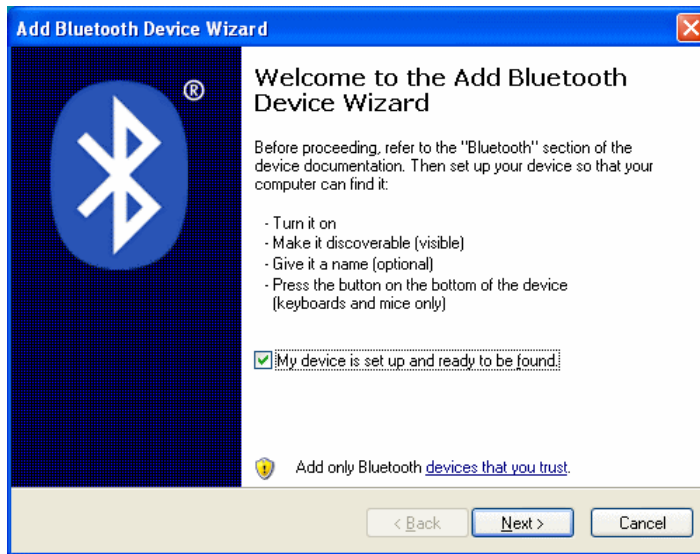 Add Bluetooth Device Wizard
®
Welcome to the Add Bluetooth
Device Wizard
Before proceeding, refer to the "Bluetooth" section of the
device documentation. Then set up your device so that your
computer can find it:
- Turn it on
- Make it discoverable (visible)
- Give it a name (optional)
- Press the button on the bottom of the device
(keyboards and mice only)
My device is set up and ready to be found.
Add only Bluetooth devices that you trust.
< Back Next > Cancel